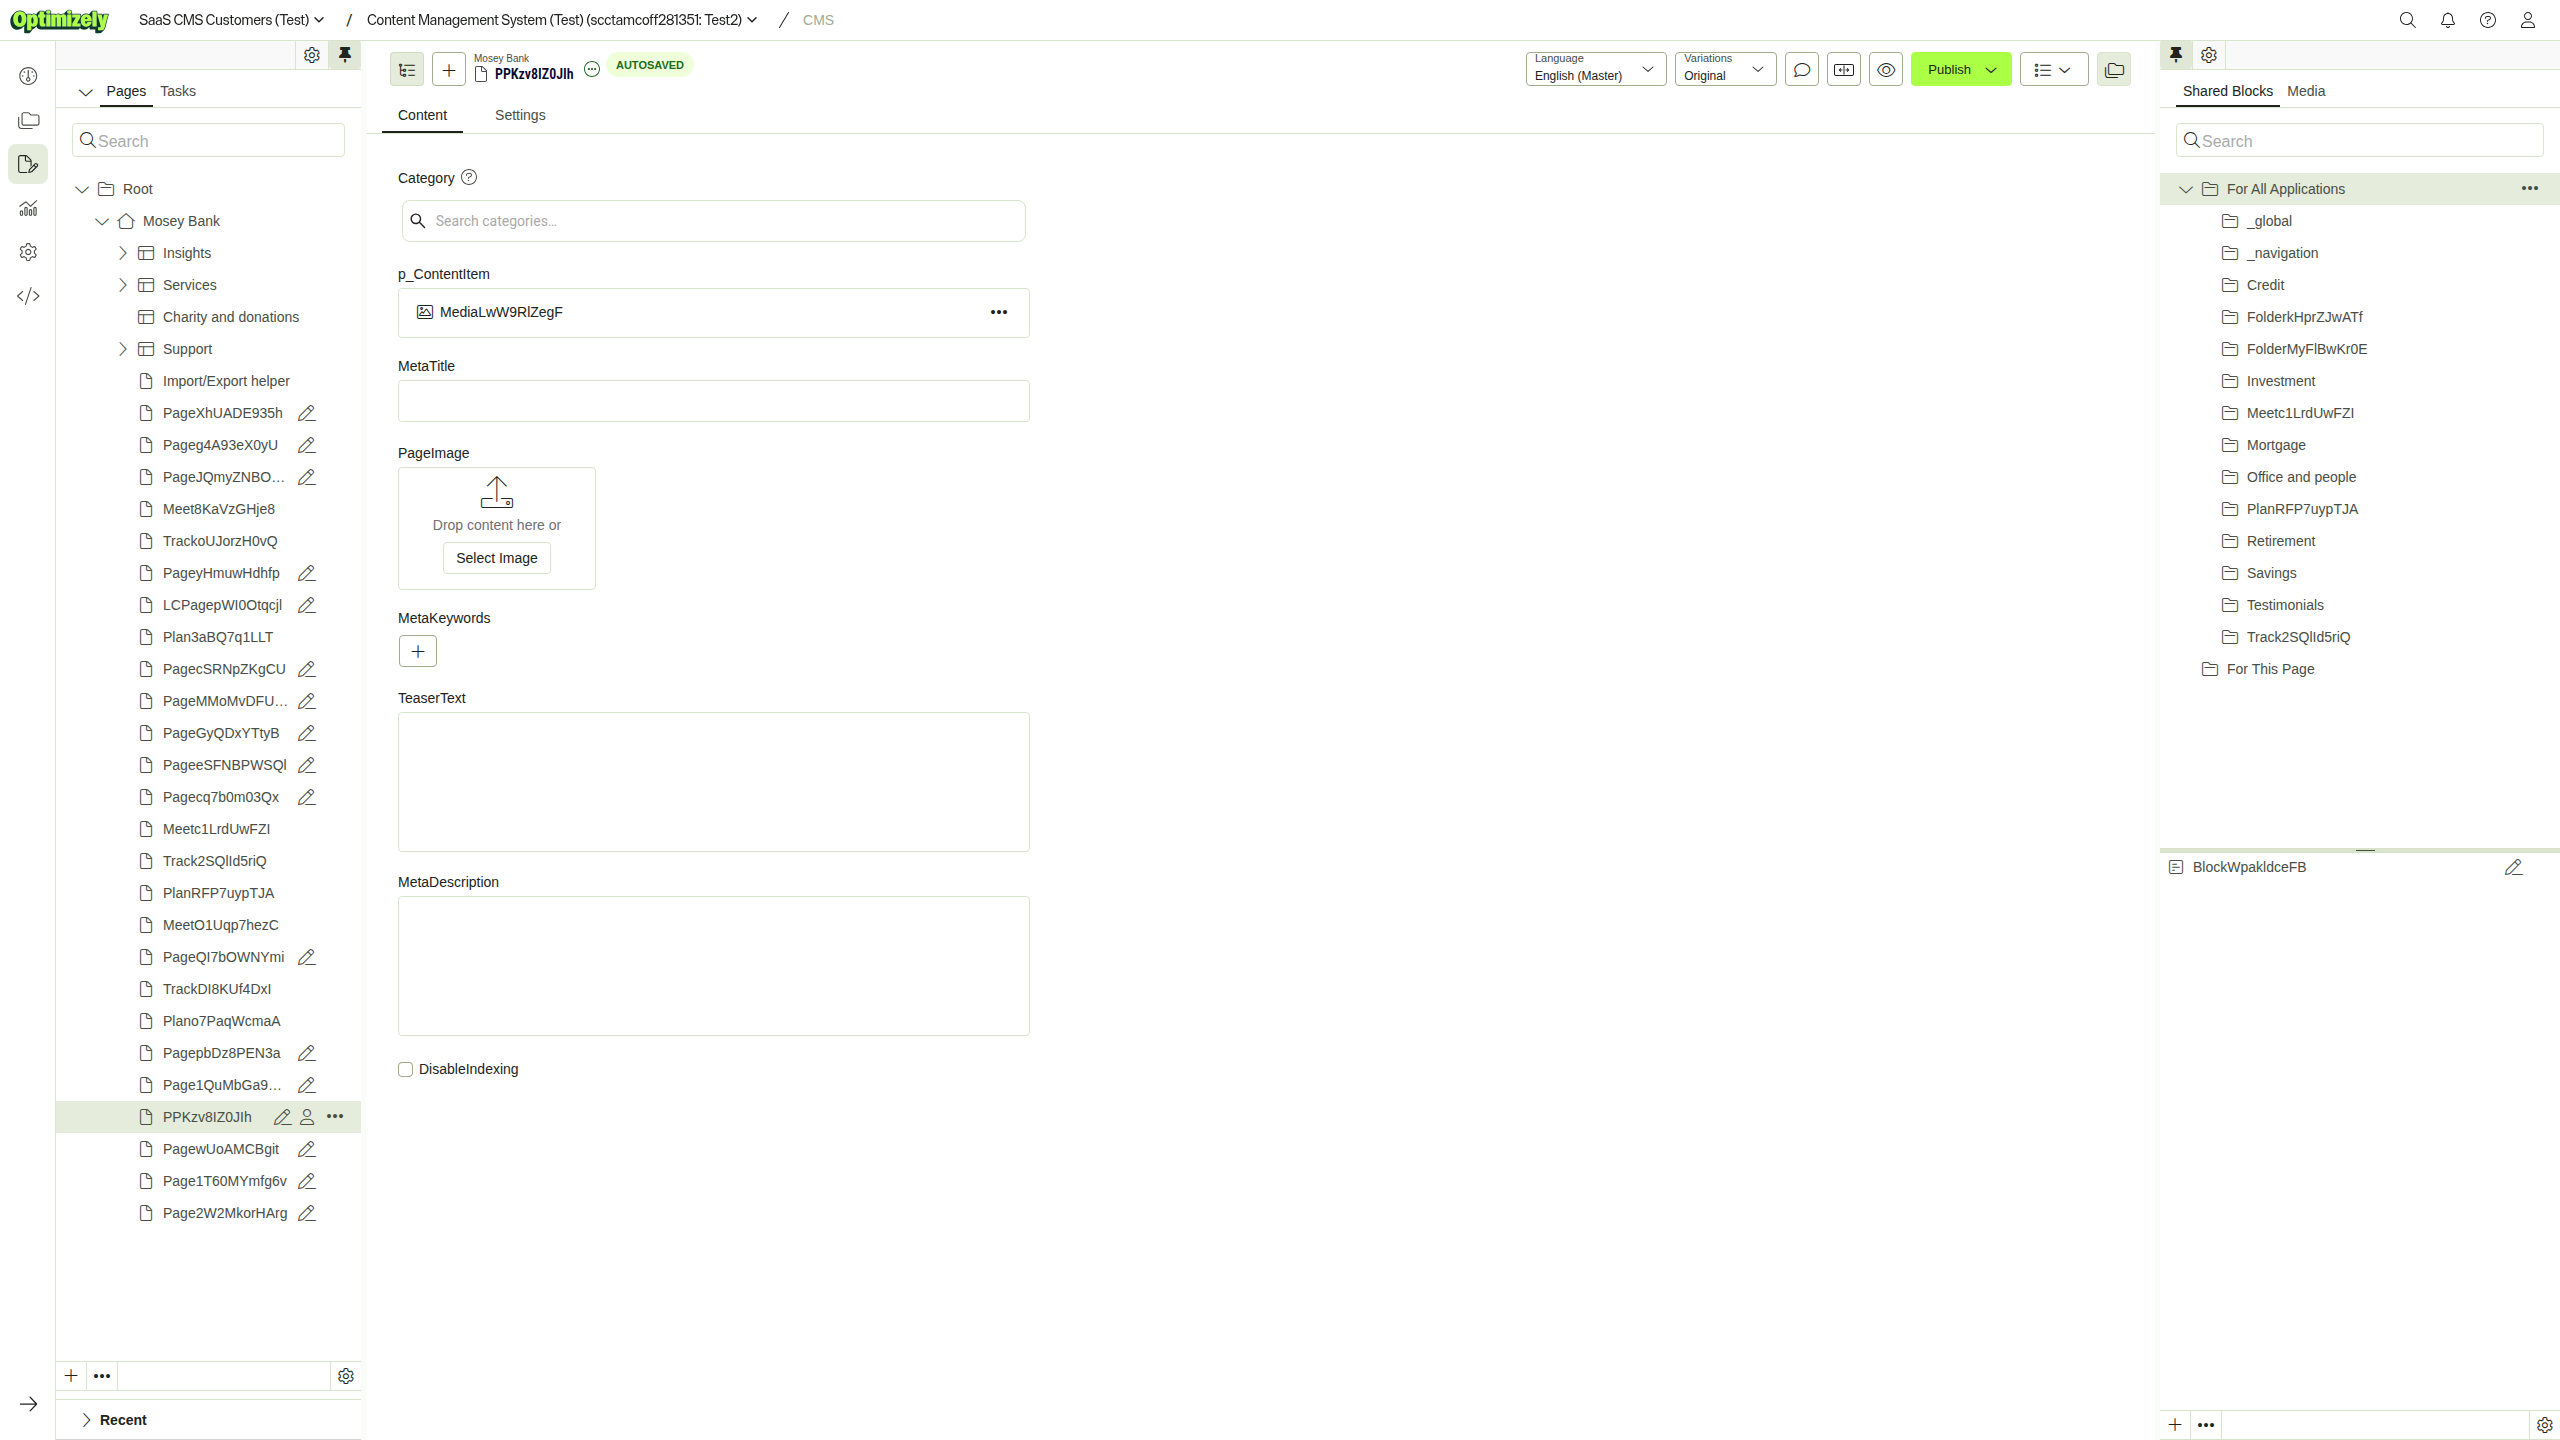 Optimizely
SaaS CMS Customers (Test) / Content Management System (Test) (scctamcoff281351: Test2) / CMS
Pages Tasks
Search
Root
Mosey Bank
Insights
Services
Charity and donations
Support
Import/Export helper
PageXhUADE935h
Pageg4A93eX0yU
PageJQmyZNBO…
Meet8KaVzGHje8
TrackoUJorzH0vQ
PageyHmuwHdhfp
LCPagepWI0Otqcjl
Plan3aBQ7q1LLT
PagecSRNpZKgCU
PageMMoMvDFU…
PageGyQDxYTtyB
PageeSFNBPWSQl
Pagecq7b0m03Qx
Meetc1LrdUwFZI
Track2SQlId5riQ
PlanRFP7uypTJA
MeetO1Uqp7hezC
PageQI7bOWNYmi
TrackDI8KUf4DxI
Plano7PaqWcmaA
PagepbDz8PEN3a
Page1QuMbGa9…
PPKzv8IZ0JIh
PagewUoAMCBgit
Page1T60MYmfg6v
Page2W2MkorHArg
Recent
Mosey Bank
PPKzv8IZ0JIh
AUTOSAVED
Language
English (Master)
Variations
Original
Publish
Content Settings
Category
Search categories...
p_ContentItem
MediaLwW9RlZegF
MetaTitle
PageImage
Drop content here or
Select Image
MetaKeywords
TeaserText
MetaDescription
DisableIndexing
Shared Blocks Media
Search
For All Applications
_global
_navigation
Credit
FolderkHprZJwATf
FolderMyFlBwKr0E
Investment
Meetc1LrdUwFZI
Mortgage
Office and people
PlanRFP7uypTJA
Retirement
Savings
Testimonials
Track2SQlId5riQ
For This Page
BlockWpakldceFB